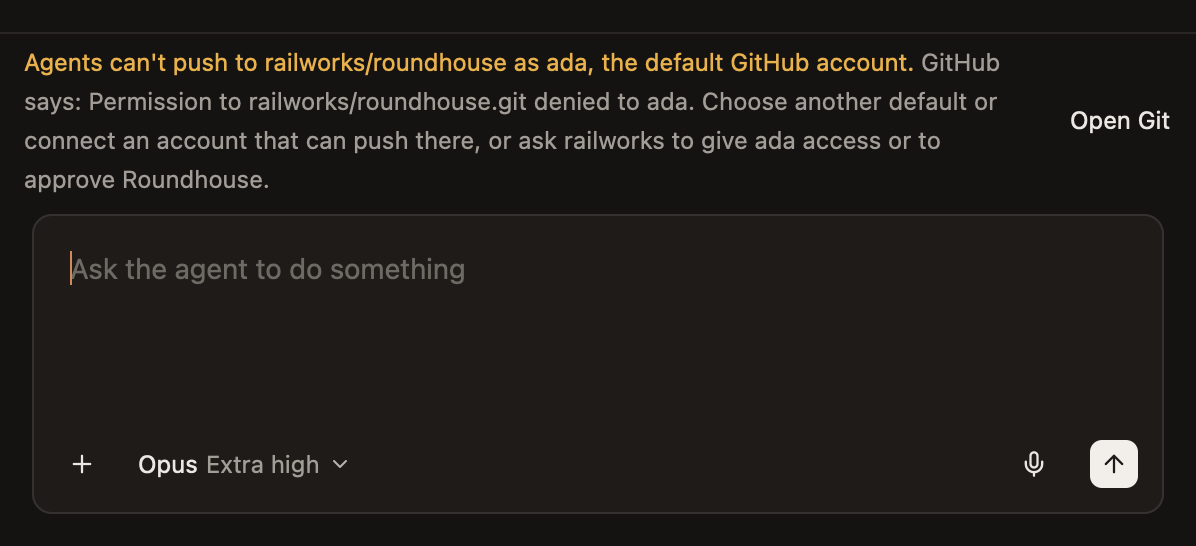 Agents can't push to railworks/roundhouse as ada, the default GitHub account. GitHub
says: Permission to railworks/roundhouse.git denied to ada. Choose another default or
connect an account that can push there, or ask railworks to give ada access or to
approve Roundhouse.
Open Git
Ask the agent to do something
Opus Extra high